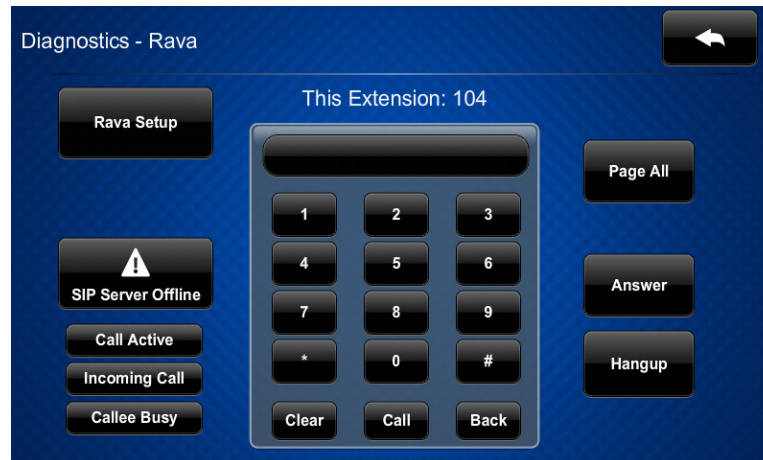 Diagnostics - Rava
Rava Setup
This Extension: 104
Page All
1 2 3
4 5 6
SIP Server Offline
Answer
7 8 9
Call Active
* 0 #
Incoming Call
Hangup
Callee Busy
Clear Call Back